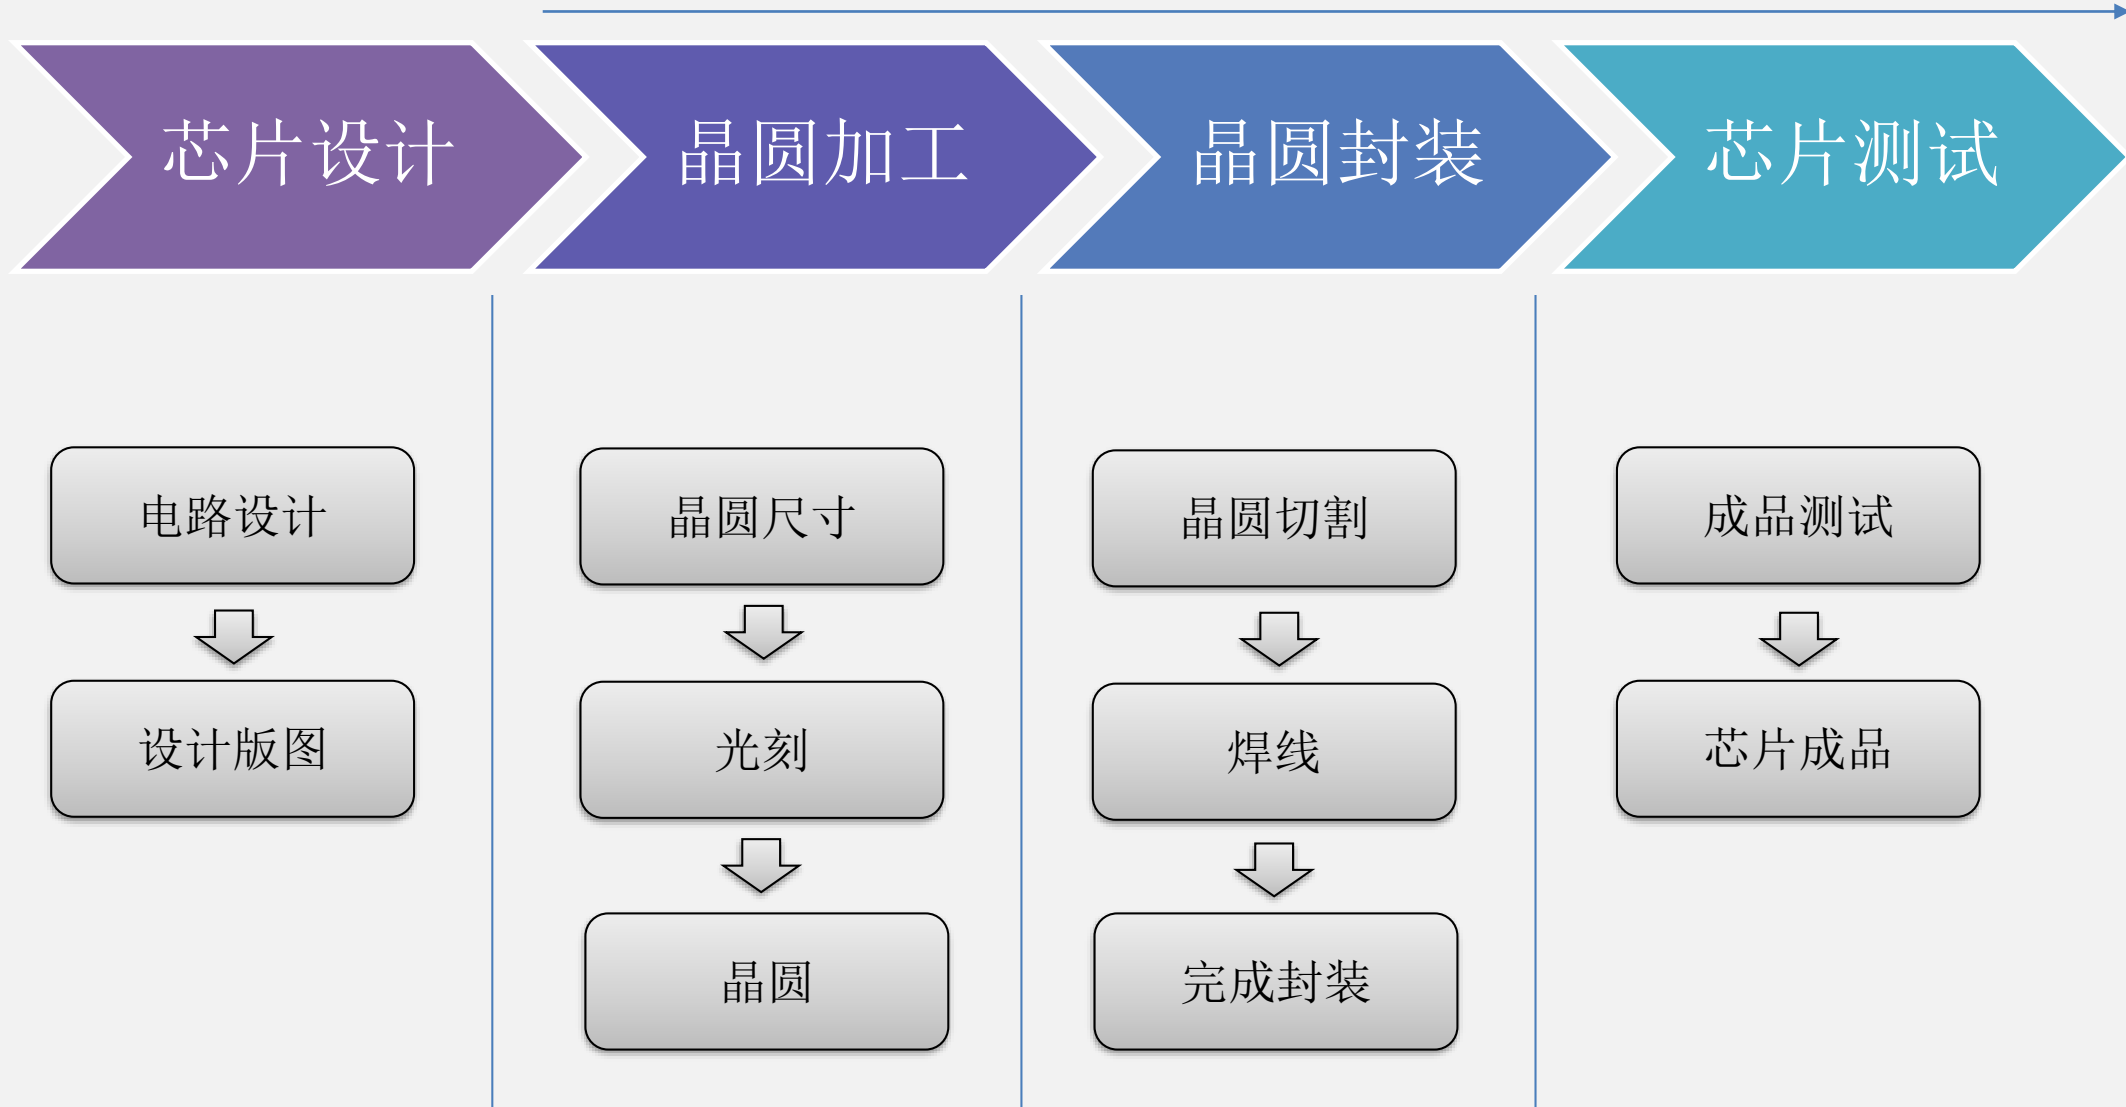 芯片设计
晶圆加工
晶圆封装
芯片测试
电路设计
设计版图
晶圆尺寸
光刻
晶圆
晶圆切割
焊线
完成封装
成品测试
芯片成品